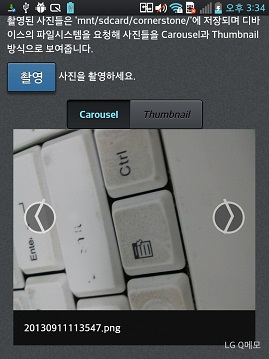 오후 3:34
촬영된 사진들은 'mnt/sdcard/cornerstone/'에 저장되며 디바
이스의 파일시스템을 요청해 사진들을 Carousel과 Thumbnail
방식으로 보여줍니다.
촬영 사진을 촬영하세요.
Carousel Thumbnail
Ctrl
Enter
20130911113547.png
LG Q메모